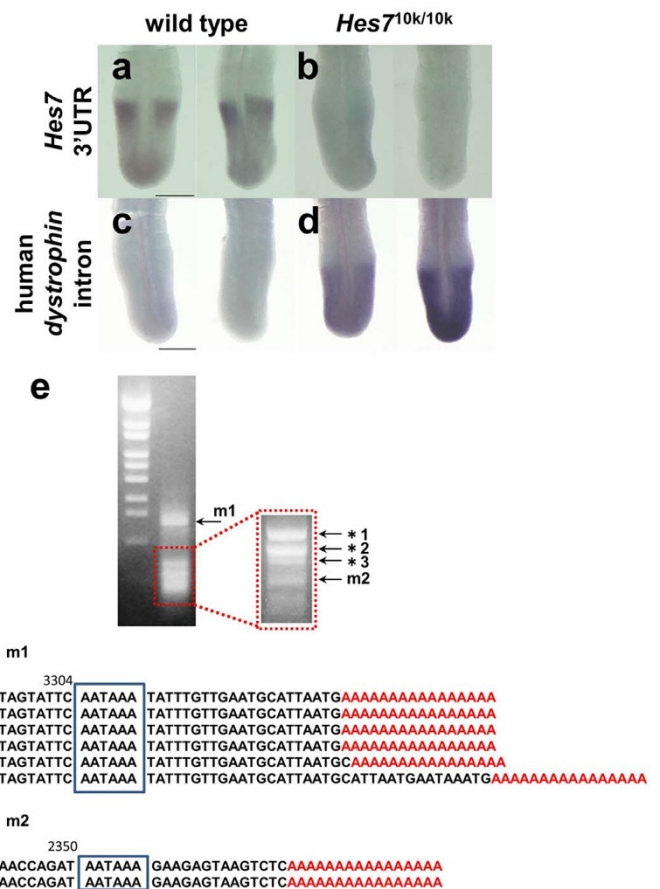 wild type Hes710k/10k
a b
Hes7
3'UTR
c d
human
dystrophin
intron
e
m1
*1
*2
*3
m2
m1
3304
TAGTATTC AATAAA TATTTGTTGAATGCATTAATGAAAAAAAAAAAAAAAA
TAGTATTC AATAAA TATTTGTTGAATGCATTAATGAAAAAAAAAAAAAAAA
TAGTATTC AATAAA TATTTGTTGAATGCATTAATGAAAAAAAAAAAAAAAA
TAGTATTC AATAAA TATTTGTTGAATGCATTAATGAAAAAAAAAAAAAAAA
TAGTATTC AATAAA TATTTGTTGAATGCATTAATGCAAAAAAAAAAAAAAAA
TAGTATTC AATAAA TATTTGTTGAATGCATTAATGCATTAATGAATAAATGAAAAAAAAAAAAAAAA
m2
2350
AACCAGAT AATAAA GAAGAGTAAGTCTCAAAAAAAAAAAAAAAA
AACCAGAT AATAAA GAAGAGTAAGTCTCAAAAAAAAAAAAAAAA